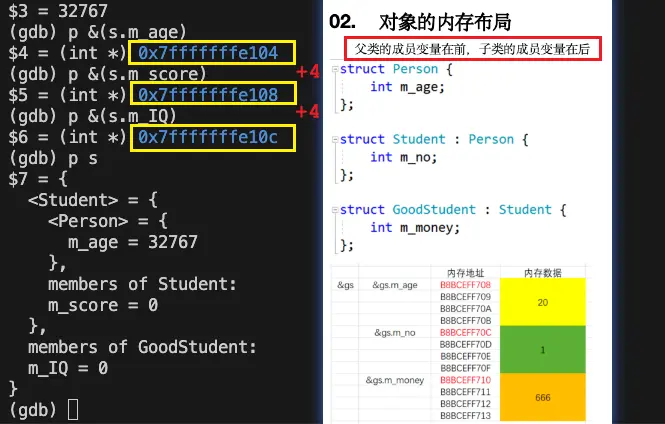 $3 = 32767
(gdb) p &(s.m_age)
$4 = (int *) 0x7fffffffe104
(gdb) p &(s.m_score)
+4
$5 = (int *) 0x7fffffffe108
(gdb) p &(s.m_IQ)
+4
$6 = (int *) 0x7fffffffe10c
(gdb) p s
$7 = {
<Student> = {
<Person> = {
m_age = 32767
},
members of Student:
m_score = 0
},
members of GoodStudent:
m_IQ = 0
}
(gdb)
02. 对象的内存布局
父类的成员变量在前，子类的成员变量在后
struct Person {
int m_age;
};
struct Student : Person {
int m_no;
};
struct GoodStudent : Student {
int m_money;
};
内存地址 内存数据
&gs &gs.m_age B8BCEFF708
B8BCEFF709
20
B8BCEFF70A
B8BCEFF70B
&gs.m_no B8BCEFF70C
B8BCEFF70D
1
B8BCEFF70E
B8BCEFF70F
&gs.m_money B8BCEFF710
B8BCEFF711
666
B8BCEFF712
B8BCEFF713